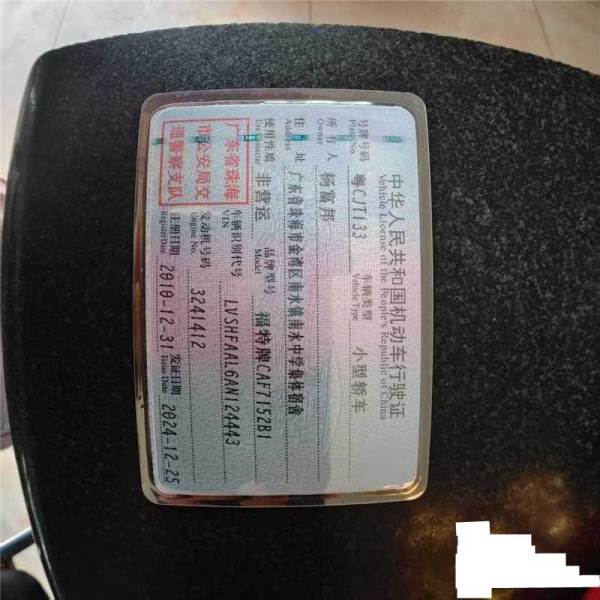 中华人民共和国机动车行驶证
Vehicle License of the People's Republic of China
号牌号码 粤CJT133 车辆类型 小型轿车
Plate No. Vehicle Type
所有人 杨富邦
Owner
住址 广东省珠海市金湾区南水镇南水中学集体宿舍
Address
使用性质 非营运 品牌型号 福特牌CAF7152B1
Use Character Model
广东省珠海
市公安局交
通警察支队
车辆识别代号 LVSHFAAL6AN124443
VIN
发动机号码 3241412
Engine No.
注册日期 2010-12-31 发证日期 2024-12-25
Register Date Issue Date